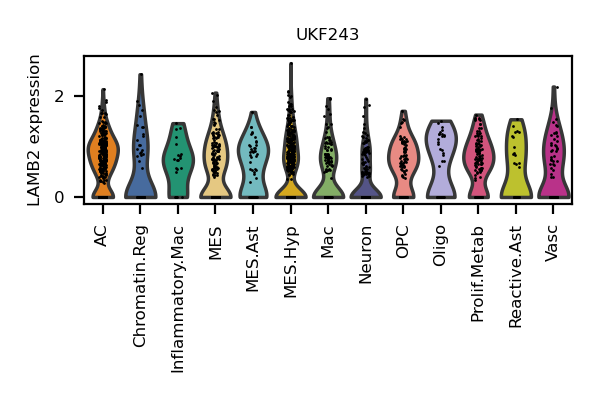 UKF243
LAMB2 expression
2
0
AC
Chromatin.Reg
Inflammatory.Mac
MES
MES.Ast
MES.Hyp
Mac
Neuron
OPC
Oligo
Prolif.Metab
Reactive.Ast
Vasc